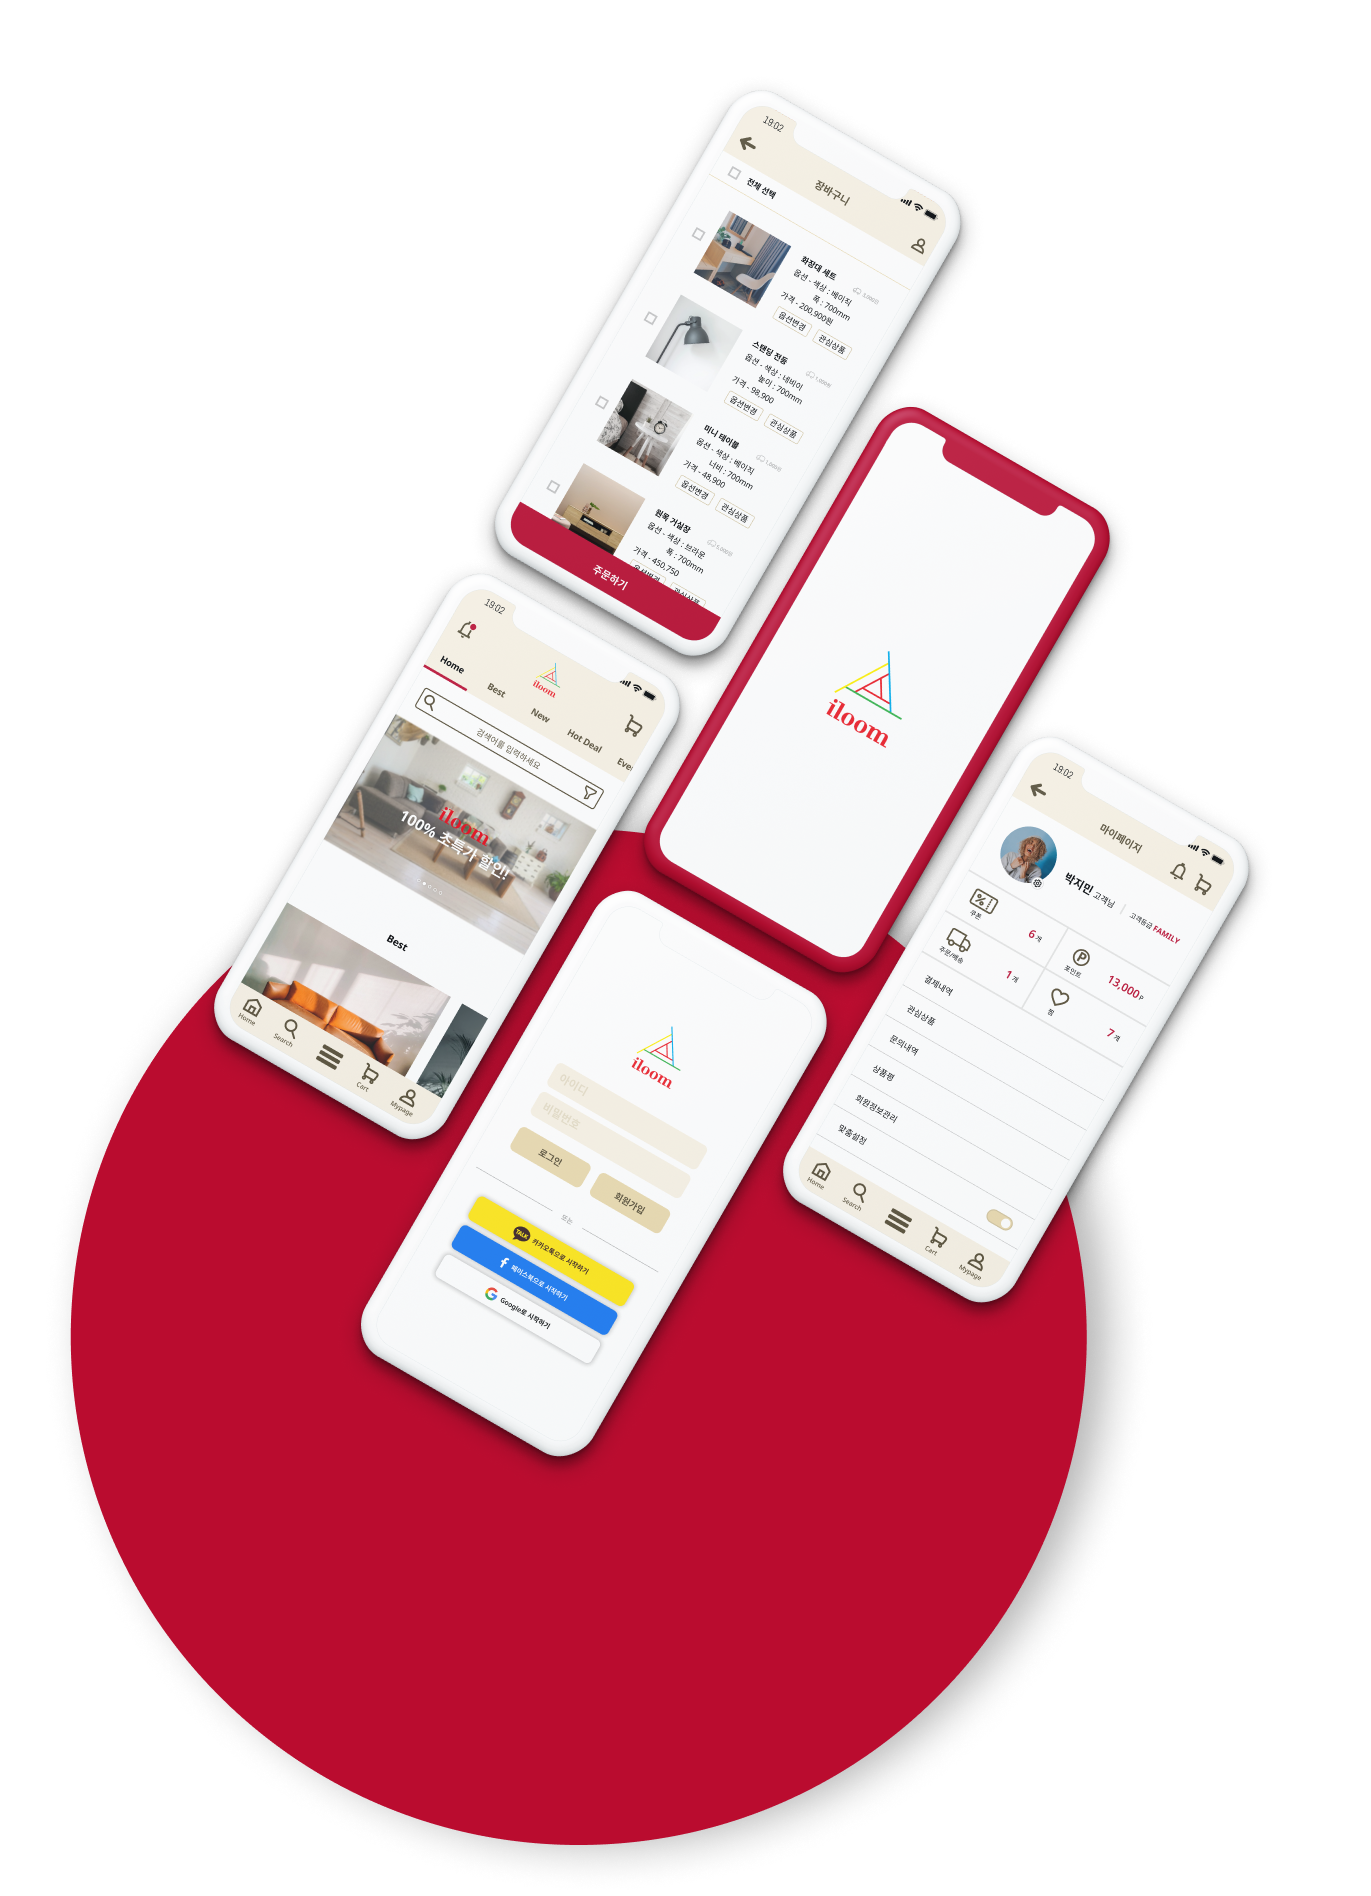 19:02
장바구니
전체 선택
화장대 세트
옵션 - 색상 : 베이직
폭 : 700mm
가격 - 200,900원
옵션변경
관심상품
스탠딩 전등
옵션 - 색상 : 네비이
높이 : 700mm
가격 - 98,900
옵션변경
관심상품
미니 테이블
옵션 - 색상 : 베이직
너비 : 700mm
가격 - 48,900
옵션변경
관심상품
원목 거실장
옵션 - 색상 : 브라운
폭 : 700mm
가격 - 450,750
옵션변경
관심상품
주문하기
iloom
19:02
iloom
Home
Best
New
Hot Deal
Eve
검색어를 입력하세요
iloom
100% 초특가 할인!!
Best
Home
Search
Cart
Mypage
iloom
아이디
비밀번호
로그인
회원가입
또는
TALK
카카오톡으로 시작하기
페이스북으로 시작하기
Google로 시작하기
19:02
마이페이지
박지민 고객님
고객등급 FAMILY
쿠폰
6 개
포인트
13,000 P
주문/배송
1 개
찜
7 개
결제내역
관심상품
문의내역
상품평
회원정보관리
맞춤설정
Home
Search
Cart
Mypage